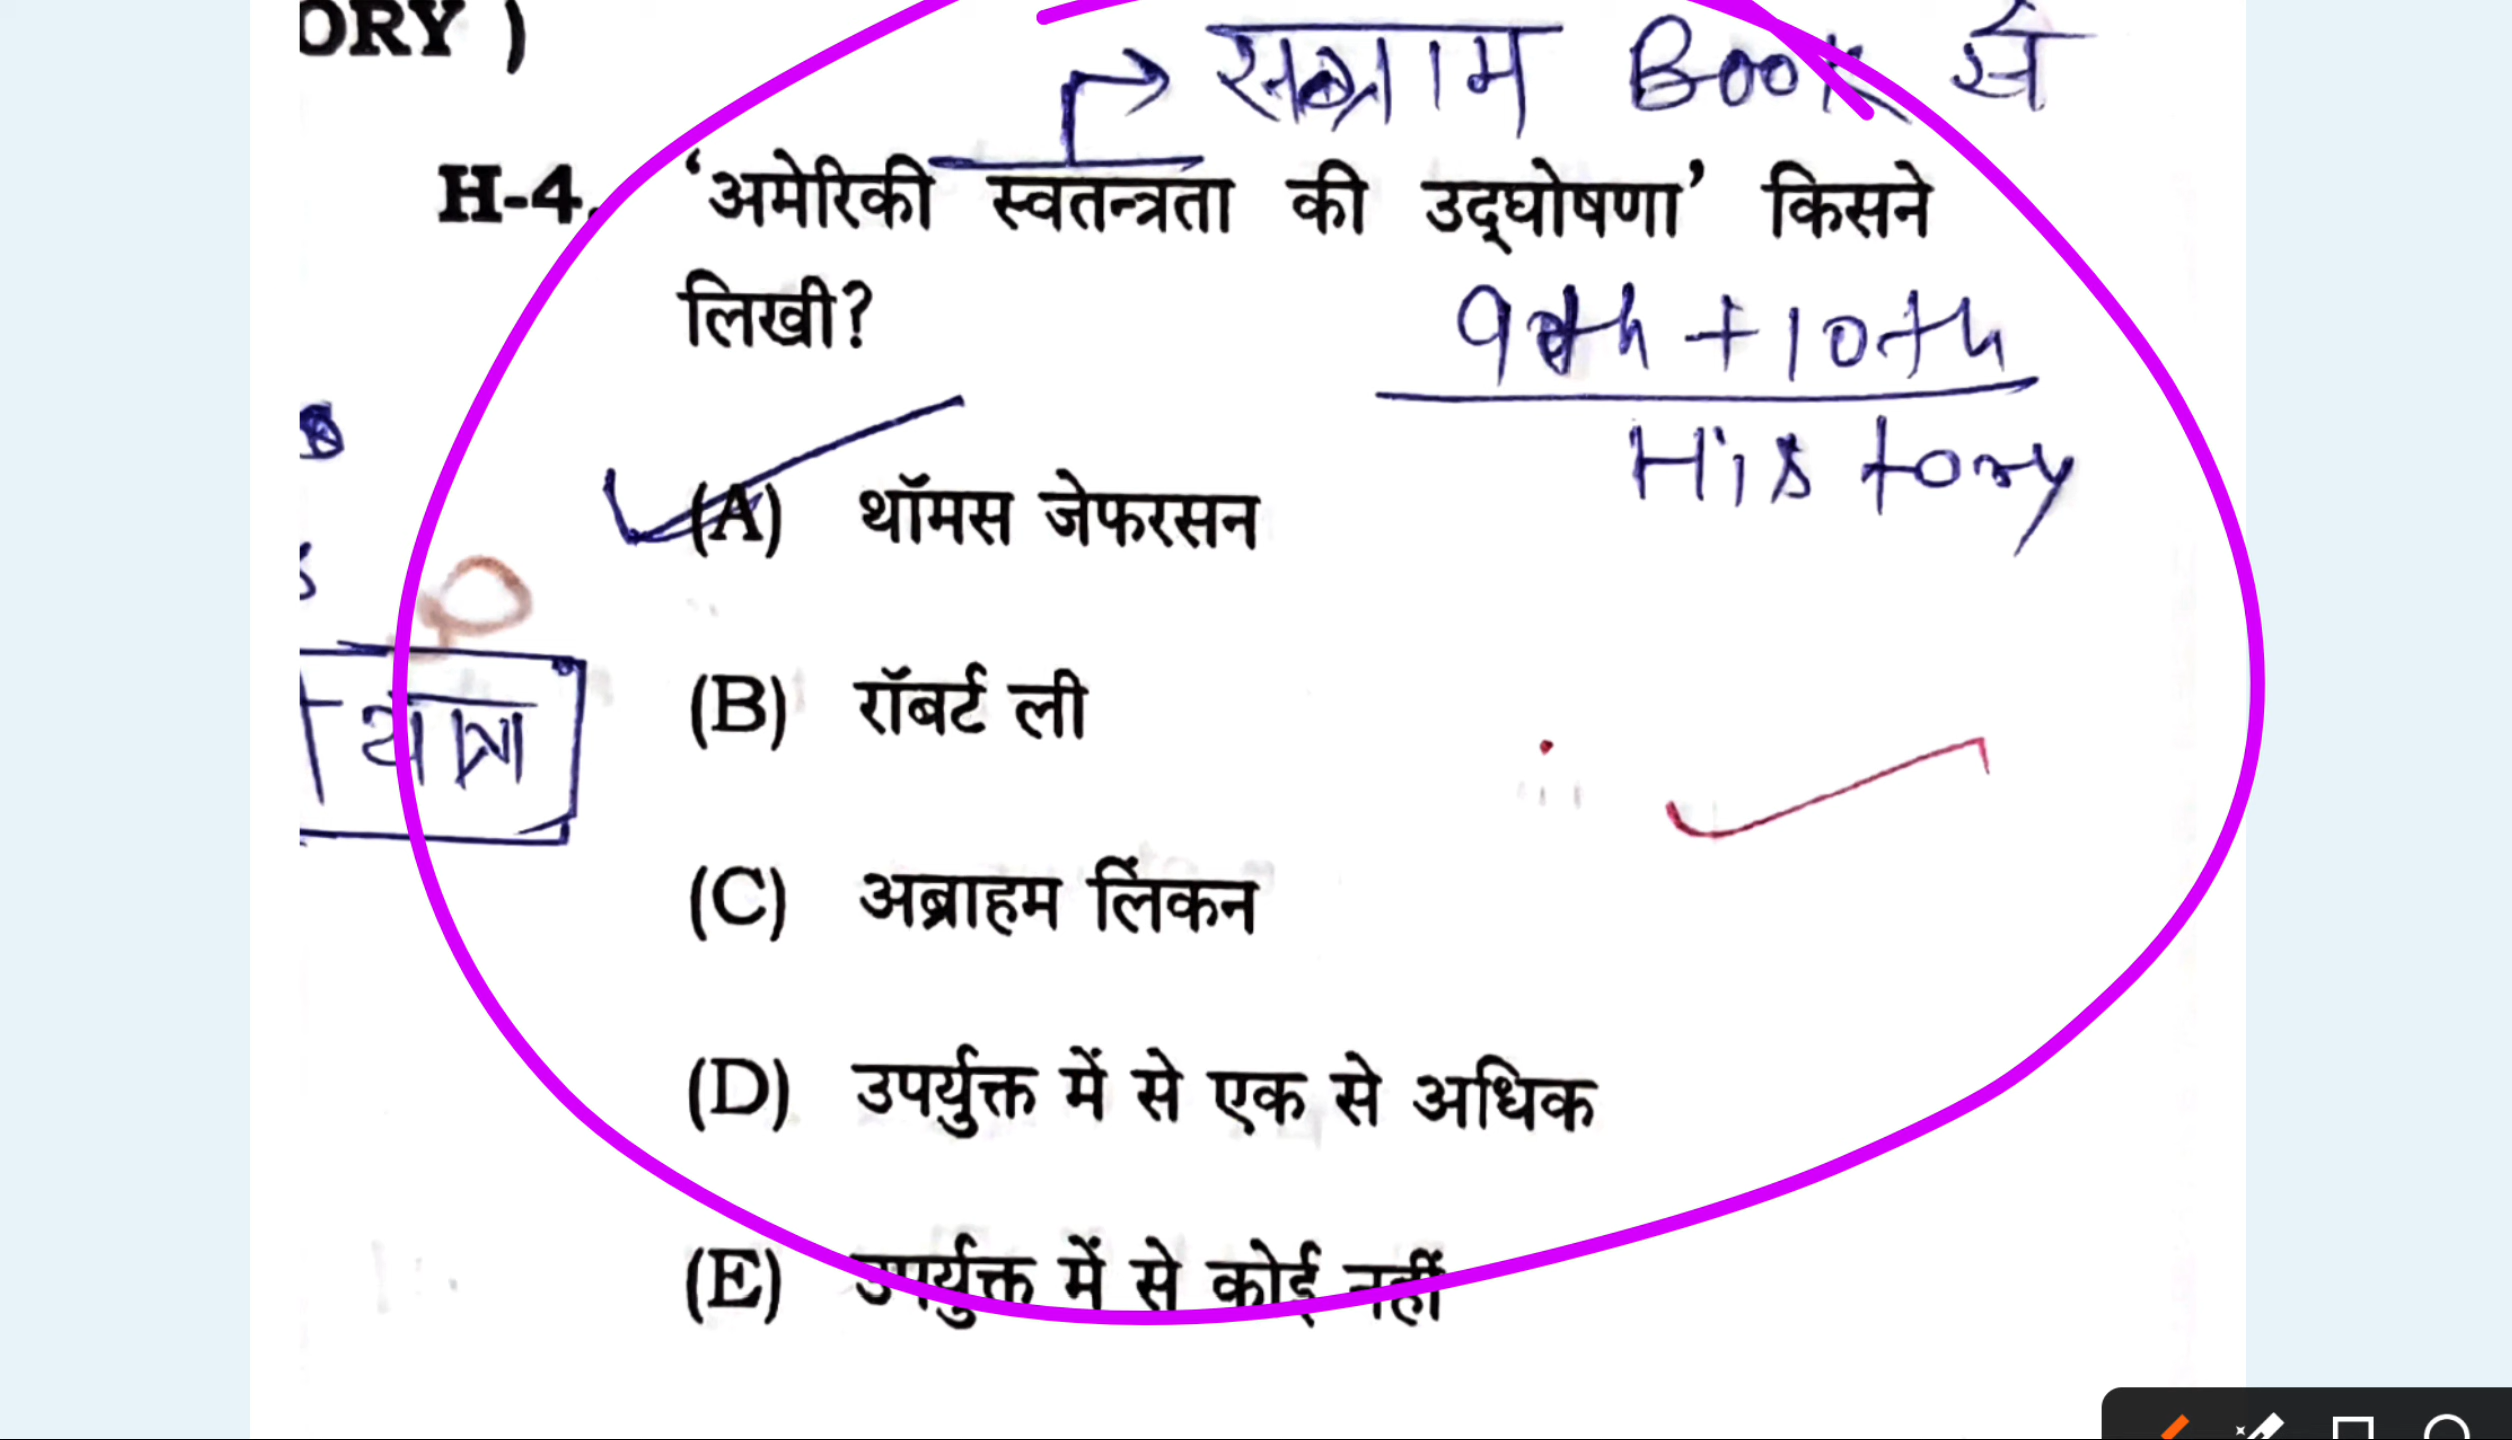 ORY )
संग्राम Book से
H-4. 'अमेरिकी स्वतन्त्रता की उद्घोषणा' किसने
लिखी?
9th + 10th
History
(A) थॉमस जेफरसन
(B) रॉबर्ट ली
यात्रा
(C) अब्राहम लिंकन
(D) उपर्युक्त में से एक से अधिक
(E) उपर्युक्त में से कोई नहीं